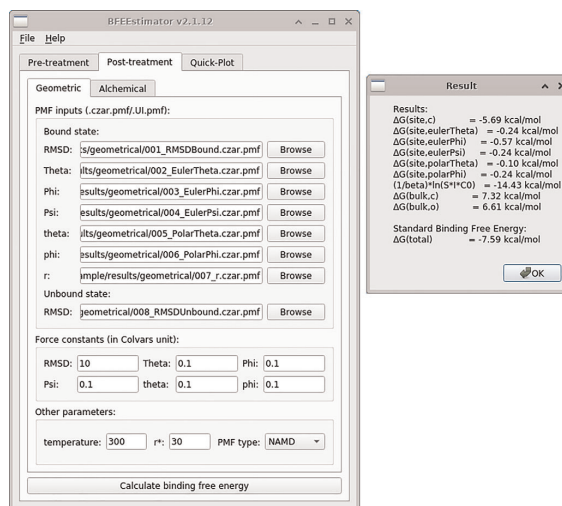 BFEEstimator v2.1.12
File Help
Pre-treatment Post-treatment Quick-Plot
Geometric Alchemical
PMF inputs (.czar.pmf/.UI.pmf):
Bound state:
RMSD: :s/geometrical/001_RMSDBound.czar.pmf Browse
Theta: ılts/geometrical/002_EulerTheta.czar.pmf Browse
Phi: esults/geometrical/003_EulerPhi.czar.pmf Browse
Psi: esults/geometrical/004_EulerPsi.czar.pmf Browse
theta: ılts/geometrical/005_PolarTheta.czar.pmf Browse
phi: esults/geometrical/006_PolarPhi.czar.pmf Browse
r: mple/results/geometrical/007_r.czar.pmf Browse
Unbound state:
RMSD: geometrical/008_RMSDUnbound.czar.pmf Browse
Force constants (in Colvars unit):
RMSD: 10 Theta: 0.1 Phi: 0.1
Psi: 0.1 theta: 0.1 phi: 0.1
Other parameters:
temperature: 300 r*: 30 PMF type: NAMD
Calculate binding free energy
Result
Results:
ΔG(site,c) = -5.69 kcal/mol
ΔG(site,eulerTheta) = -0.24 kcal/mol
ΔG(site,eulerPhi) = -0.57 kcal/mol
ΔG(site,eulerPsi) = -0.24 kcal/mol
ΔG(site,polarTheta) = -0.10 kcal/mol
ΔG(site,polarPhi) = -0.24 kcal/mol
(1/beta)*ln(S*I*C0) = -14.43 kcal/mol
ΔG(bulk,c) = 7.32 kcal/mol
ΔG(bulk,o) = 6.61 kcal/mol
Standard Binding Free Energy:
ΔG(total) = -7.59 kcal/mol
OK